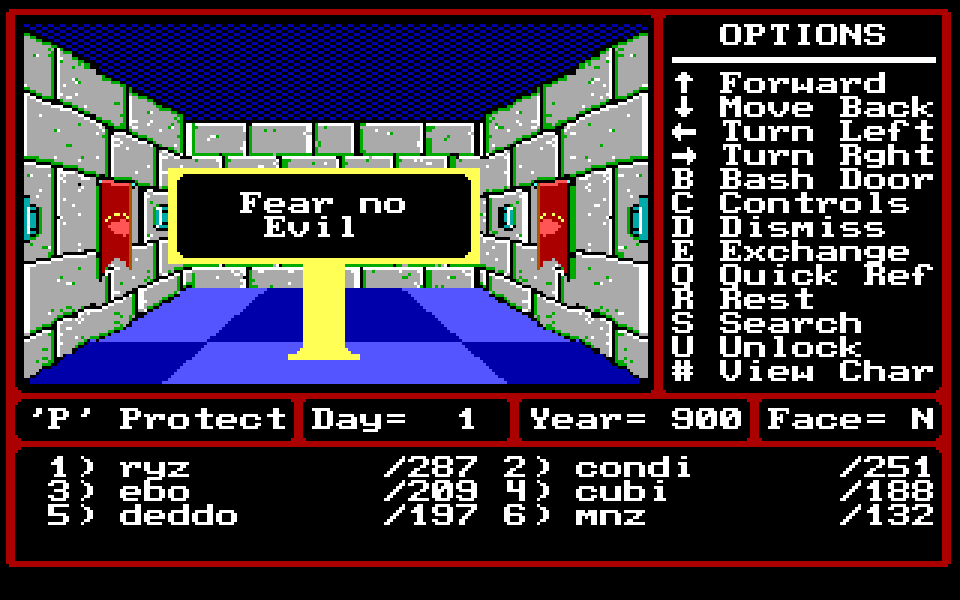 Fear no
Evil
OPTIONS
↑ Forward
↓ Move Back
← Turn Left
→ Turn Rght
B Bash Door
C Controls
D Dismiss
E Exchange
Q Quick Ref
R Rest
S Search
U Unlock
# View Char
'P' Protect Day= 1 Year= 900 Face= N
1) ryz /287 2) condi /251
3) ebo /209 4) cubi /188
5) deddo /197 6) mnz /132